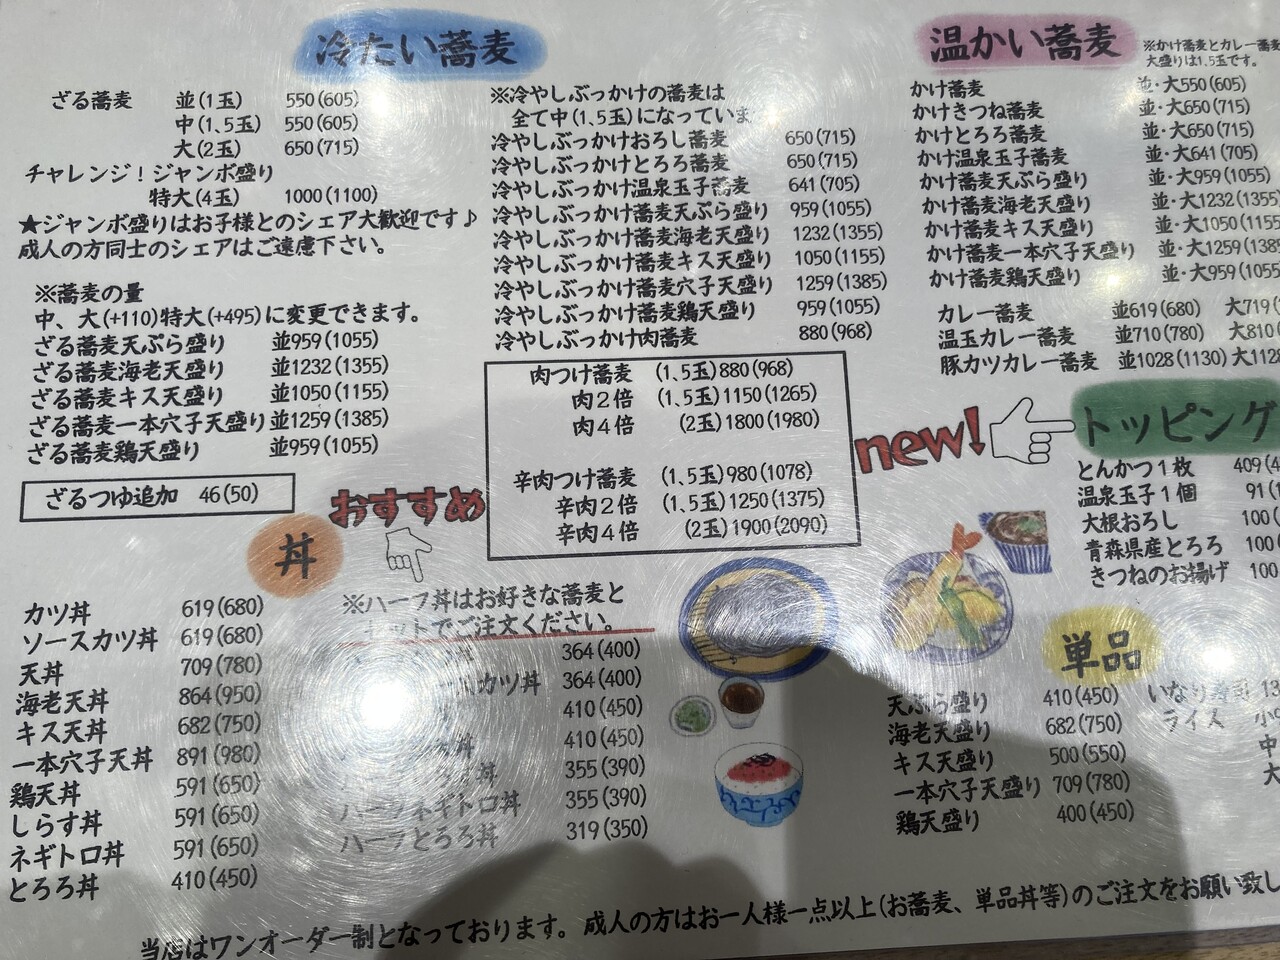 冷たい蕎麦
ざる蕎麦 並(1玉) 550(605)
中(1、5玉) 550(605)
大(2玉) 650(715)
チャレンジ！ジャンボ盛り
特大(4玉) 1000(1100)
★ジャンボ盛りはお子様とのシェア大歓迎です♪
成人の方同士のシェアはご遠慮下さい。
※蕎麦の量
中、大(+110)特大(+495)に変更できます。
ざる蕎麦天ぷら盛り 並959(1055)
ざる蕎麦海老天盛り 並1232(1355)
ざる蕎麦キス天盛り 並1050(1155)
ざる蕎麦一本穴子天盛り 並1259(1385)
ざる蕎麦鶏天盛り 並959(1055)
ざるつゆ追加 46(50)
※冷やしぶっかけの蕎麦は
全て中(1、5玉)になっていま
冷やしぶっかけおろし蕎麦 650(715)
冷やしぶっかけとろろ蕎麦 650(715)
冷やしぶっかけ温泉玉子蕎麦 641(705)
冷やしぶっかけ蕎麦天ぷら盛り 959(1055)
冷やしぶっかけ蕎麦海老天盛り 1232(1355)
冷やしぶっかけ蕎麦キス天盛り 1050(1155)
冷やしぶっかけ蕎麦穴子天盛り 1259(1385)
冷やしぶっかけ蕎麦鶏天盛り 959(1055)
冷やしぶっかけ肉蕎麦 880(968)
肉つけ蕎麦 (1、5玉)880(968)
肉2倍 (1、5玉)1150(1265)
肉4倍 (2玉)1800(1980)
辛肉つけ蕎麦 (1、5玉)980(1078)
辛肉2倍 (1、5玉)1250(1375)
辛肉4倍 (2玉)1900(2090)
おすすめ
温かい蕎麦
※かけ蕎麦とカレー蕎麦
大盛りは1、5玉です。
かけ蕎麦 並・大550(605)
かけきつね蕎麦 並・大650(715)
かけとろろ蕎麦 並・大650(715)
かけ温泉玉子蕎麦 並・大641(705)
かけ蕎麦天ぷら盛り 並・大959(1055)
かけ蕎麦海老天盛り 並・大1232(1355
かけ蕎麦キス天盛り 並・大1050(1155
かけ蕎麦一本穴子天盛り 並・大1259(138
かけ蕎麦鶏天盛り 並・大959(1055
カレー蕎麦 並619(680) 大719(
温玉カレー蕎麦 並710(780) 大810
豚カツカレー蕎麦 並1028(1130) 大112
new!
トッピング
とんかつ1枚 409(4
温泉玉子1個 91(1
大根おろし 100(
青森県産とろろ 100(
きつねのお揚げ 100
丼
カツ丼 619(680)
ソースカツ丼 619(680)
天丼 709(780)
海老天丼 864(950)
キス天丼 682(750)
一本穴子天丼 891(980)
鶏天丼 591(650)
しらす丼 591(650)
ネギトロ丼 591(650)
とろろ丼 410(450)
※ハーフ丼はお好きな蕎麦と
セットでご注文ください。
364(400)
カツ丼 364(400)
410(450)
丼 410(450)
丼 355(390)
ハーフネギトロ丼 355(390)
ハーフとろろ丼 319(350)
単品
天ぷら盛り 410(450)
海老天盛り 682(750)
キス天盛り 500(550)
一本穴子天盛り 709(780)
鶏天盛り 400(450)
いなり寿司 13
ライス 小
中
大
当店はワンオーダー制となっております。成人の方はお一人様一点以上(お蕎麦、単品丼等)のご注文をお願い致し